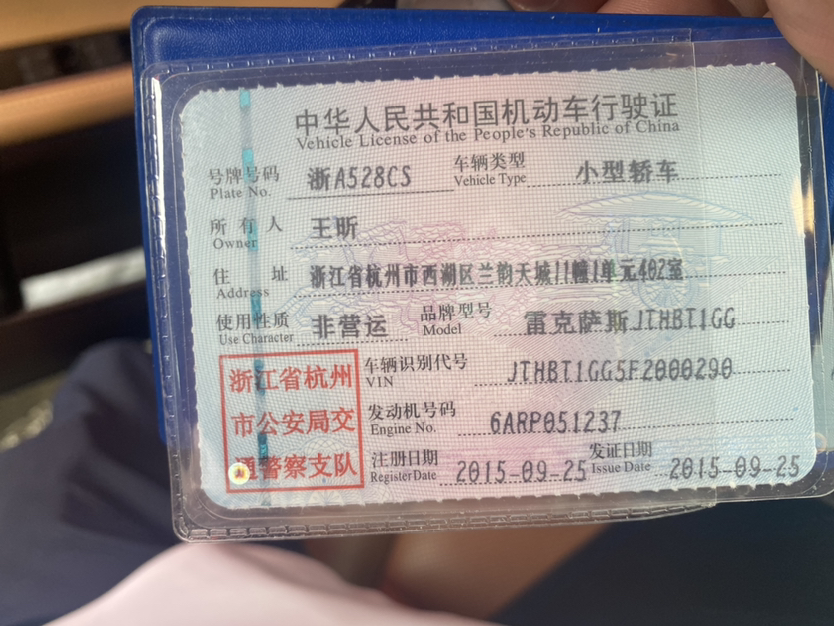 中华人民共和国机动车行驶证
Vehicle License of the People's Republic of China
号牌号码 浙A528CS 车辆类型 小型轿车
Plate No. Vehicle Type
所有人 王昕
Owner
住址 浙江省杭州市西湖区兰韵天城11幢1单元402室
Address
使用性质 非营运 品牌型号 雷克萨斯JTHBT1GG
Use Character Model
浙江省杭州
市公安局交
通警察支队
车辆识别代号 JTHBT1GG5F2000290
VIN
发动机号码 6ARP051237
Engine No.
注册日期 2015-09-25 发证日期 2015-09-25
Register Date Issue Date